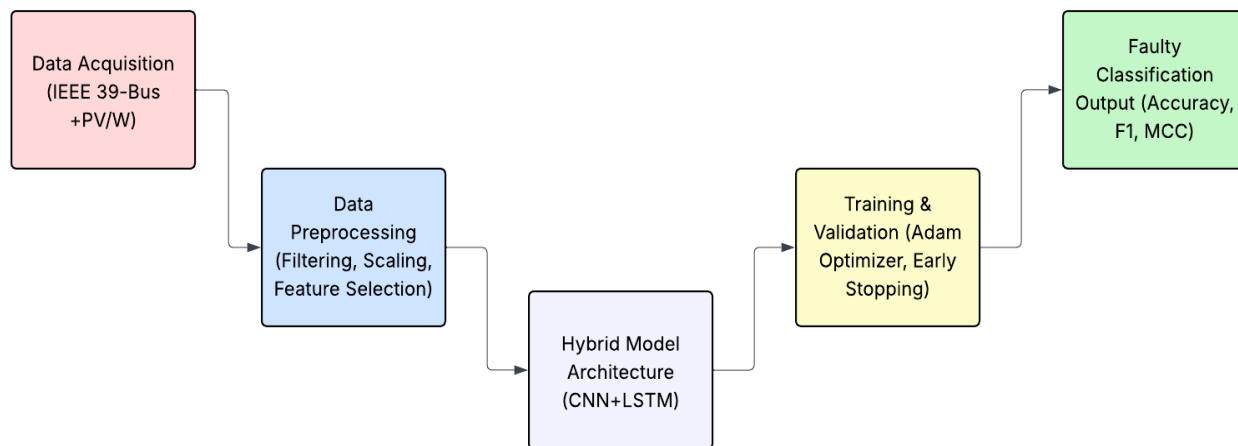 Data Acquisition
(IEEE 39-Bus
+PV/W)
Data
Preprocessing
(Filtering, Scaling,
Feature Selection)
Hybrid Model
Architecture
(CNN+LSTM)
Training &
Validation (Adam
Optimizer, Early
Stopping)
Faulty
Classification
Output (Accuracy,
F1, MCC)